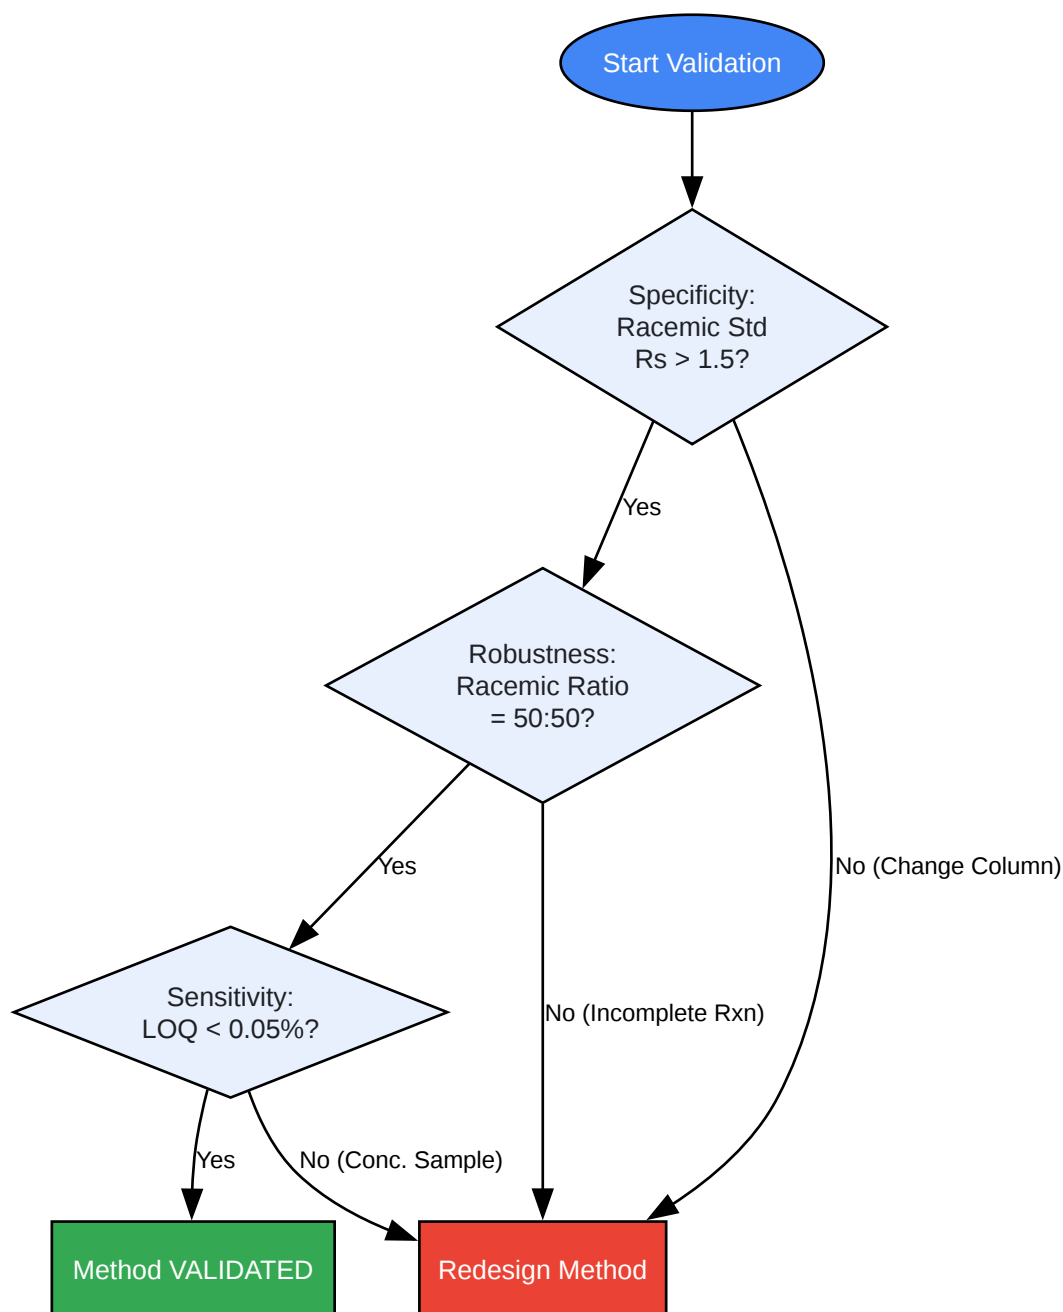 Start Validation
Specificity:
Racemic Std
Rs > 1.5?
Yes
Robustness:
Racemic Ratio
= 50:50?
Yes
No (Change Column)
Sensitivity:
LOQ < 0.05%?
No (Incomplete Rxn)
Yes
No (Conc. Sample)
Method VALIDATED
Redesign Method